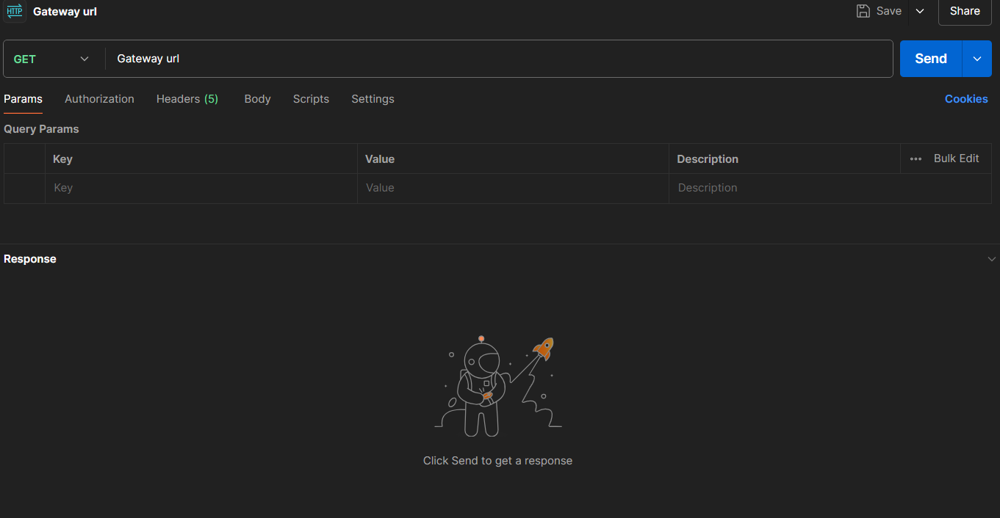 HTTP Gateway url Save Share
GET Gateway url Send
Params Authorization Headers (5) Body Scripts Settings Cookies
Query Params
Key Value Description Bulk Edit
Key Value Description
Response
Click Send to get a response